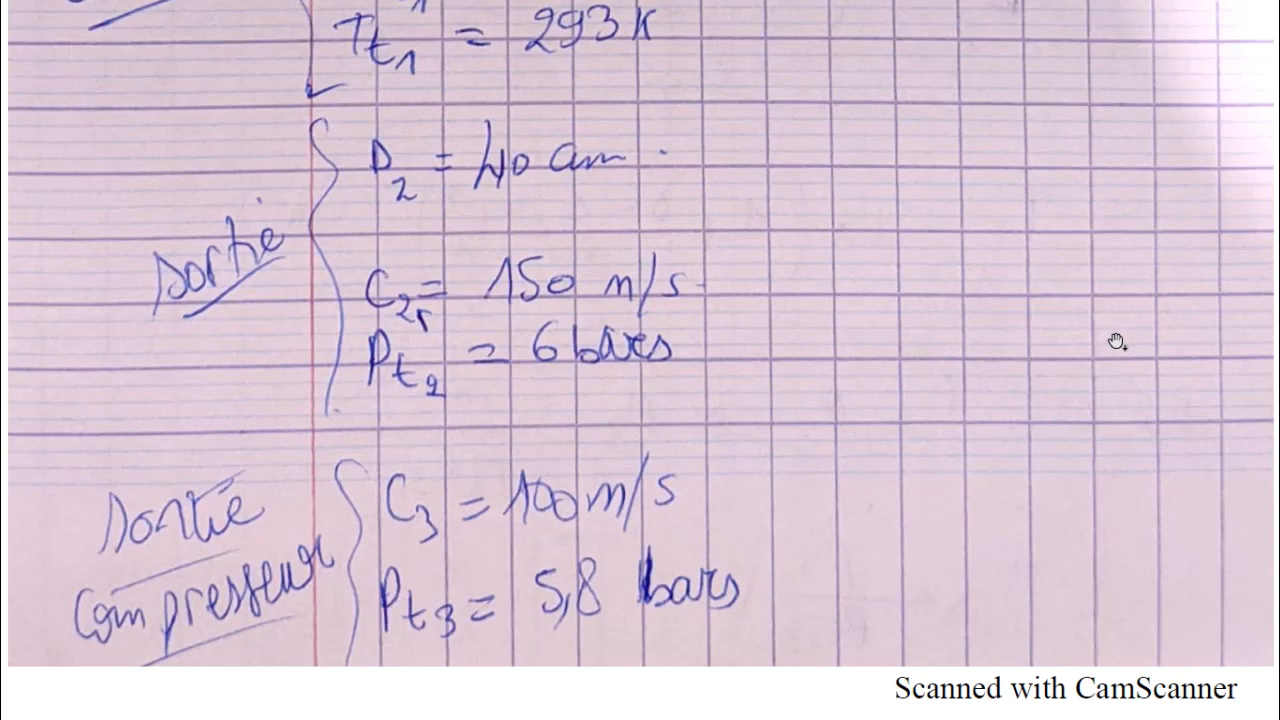 Tt1 = 293 K
D2 = 40 cm.
Sortie
C2r = 150 m/s
Pt2 = 6 bars
Sortie
C3 = 100 m/s
Compresseur
Pt3 = 5,8 bars
Scanned with CamScanner